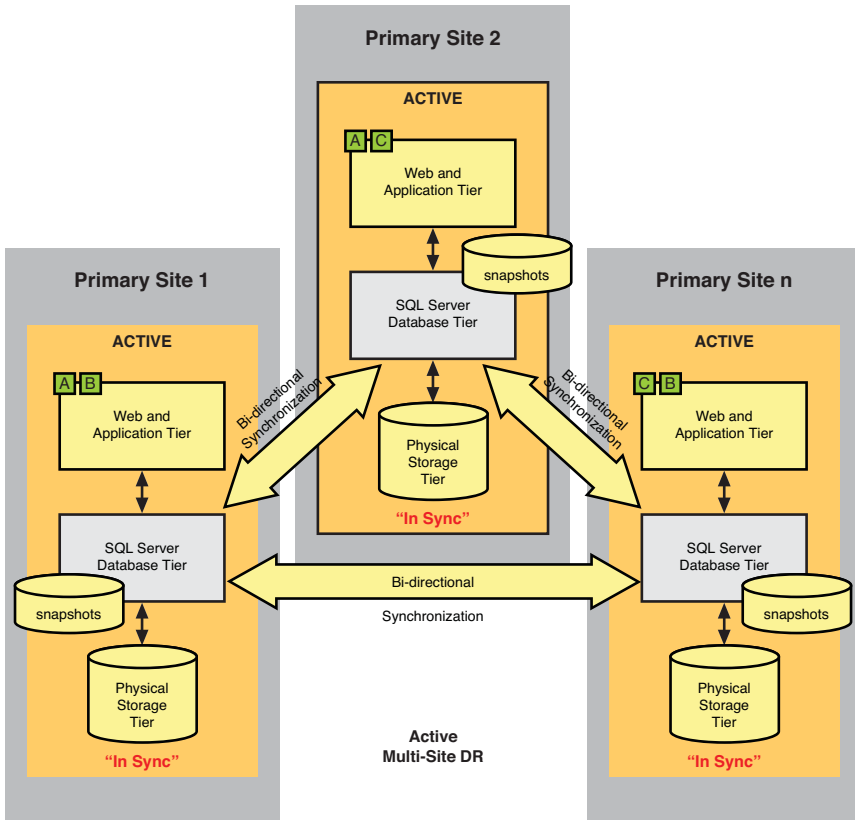 Primary Site 2
ACTIVE
A C
Web and
Application Tier
snapshots
SQL Server
Database Tier
Physical
Storage
Tier
“In Sync”
Primary Site 1
ACTIVE
A B
Web and
Application Tier
SQL Server
Database Tier
snapshots
Physical
Storage
Tier
“In Sync”
Primary Site n
ACTIVE
C B
Web and
Application Tier
SQL Server
Database Tier
snapshots
Physical
Storage
Tier
“In Sync”
Bi-directional
Synchronization
Bi-directional
Synchronization
Bi-directional
Synchronization
Active
Multi-Site DR